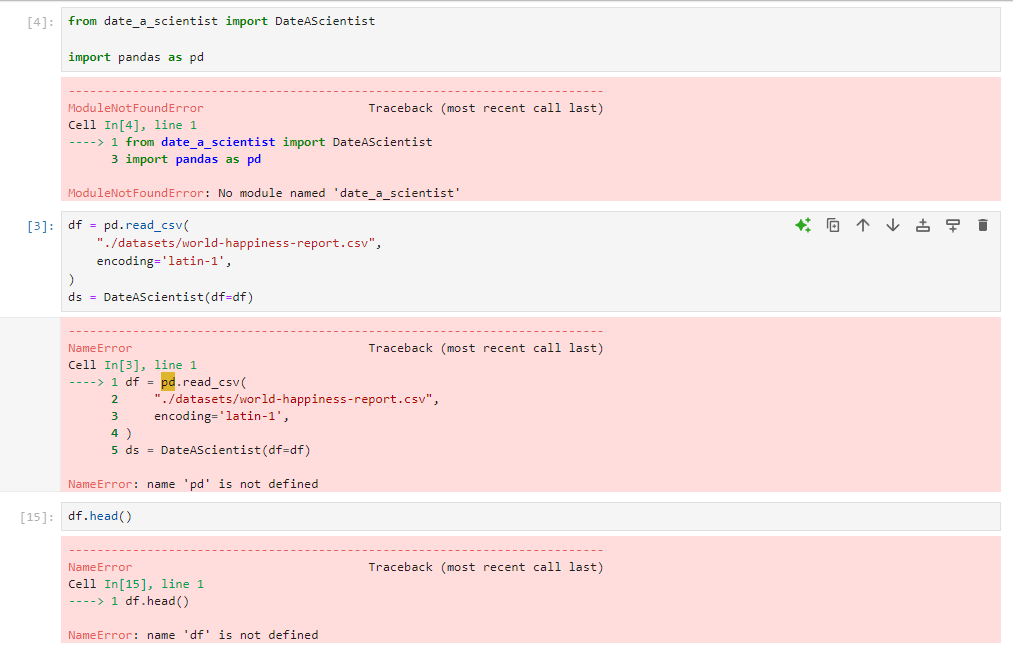 [4]: from date_a_scientist import DateAScientist
import pandas as pd
---------------------------------------------------------------------------
ModuleNotFoundError                       Traceback (most recent call last)
Cell In[4], line 1
----> 1 from date_a_scientist import DateAScientist
      3 import pandas as pd
ModuleNotFoundError: No module named 'date_a_scientist'
[3]: df = pd.read_csv(
    "./datasets/world-happiness-report.csv",
    encoding='latin-1',
)
ds = DateAScientist(df=df)
---------------------------------------------------------------------------
NameError                                 Traceback (most recent call last)
Cell In[3], line 1
----> 1 df = pd.read_csv(
      2     "./datasets/world-happiness-report.csv",
      3     encoding='latin-1',
      4 )
      5 ds = DateAScientist(df=df)
NameError: name 'pd' is not defined
[15]: df.head()
---------------------------------------------------------------------------
NameError                                 Traceback (most recent call last)
Cell In[15], line 1
----> 1 df.head()
NameError: name 'df' is not defined